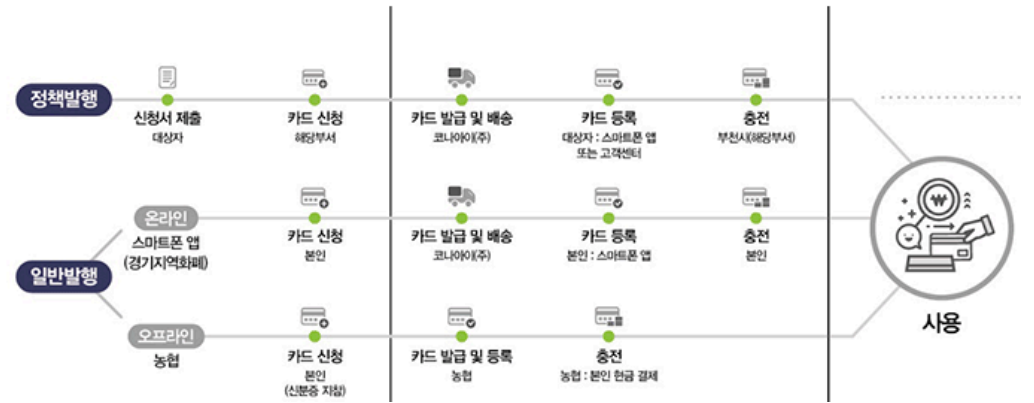 정책발행
신청서 제출
대상자
카드 신청
해당부서
카드 발급 및 배송
코나아이(주)
카드 등록
대상자 : 스마트폰 앱
또는 고객센터
충전
부천시(해당부서)
일반발행
온라인
스마트폰 앱
(경기지역화폐)
카드 신청
본인
카드 발급 및 배송
코나아이(주)
카드 등록
본인 : 스마트폰 앱
충전
본인
오프라인
농협
카드 신청
본인
(신분증 지참)
카드 발급 및 등록
농협
충전
농협 : 본인 현금 결제
₩
사용